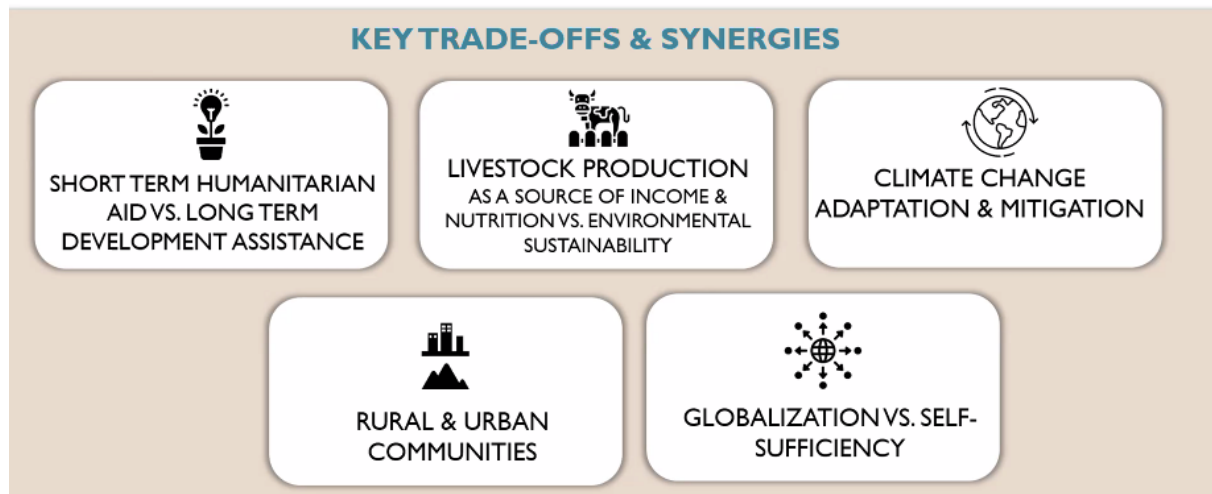 KEY TRADE-OFFS & SYNERGIES
SHORT TERM HUMANITARIAN
AID VS. LONG TERM
DEVELOPMENT ASSISTANCE
LIVESTOCK PRODUCTION
AS A SOURCE OF INCOME &
NUTRITION VS. ENVIRONMENTAL
SUSTAINABILITY
CLIMATE CHANGE
ADAPTATION & MITIGATION
RURAL & URBAN
COMMUNITIES
GLOBALIZATION VS. SELF-
SUFFICIENCY